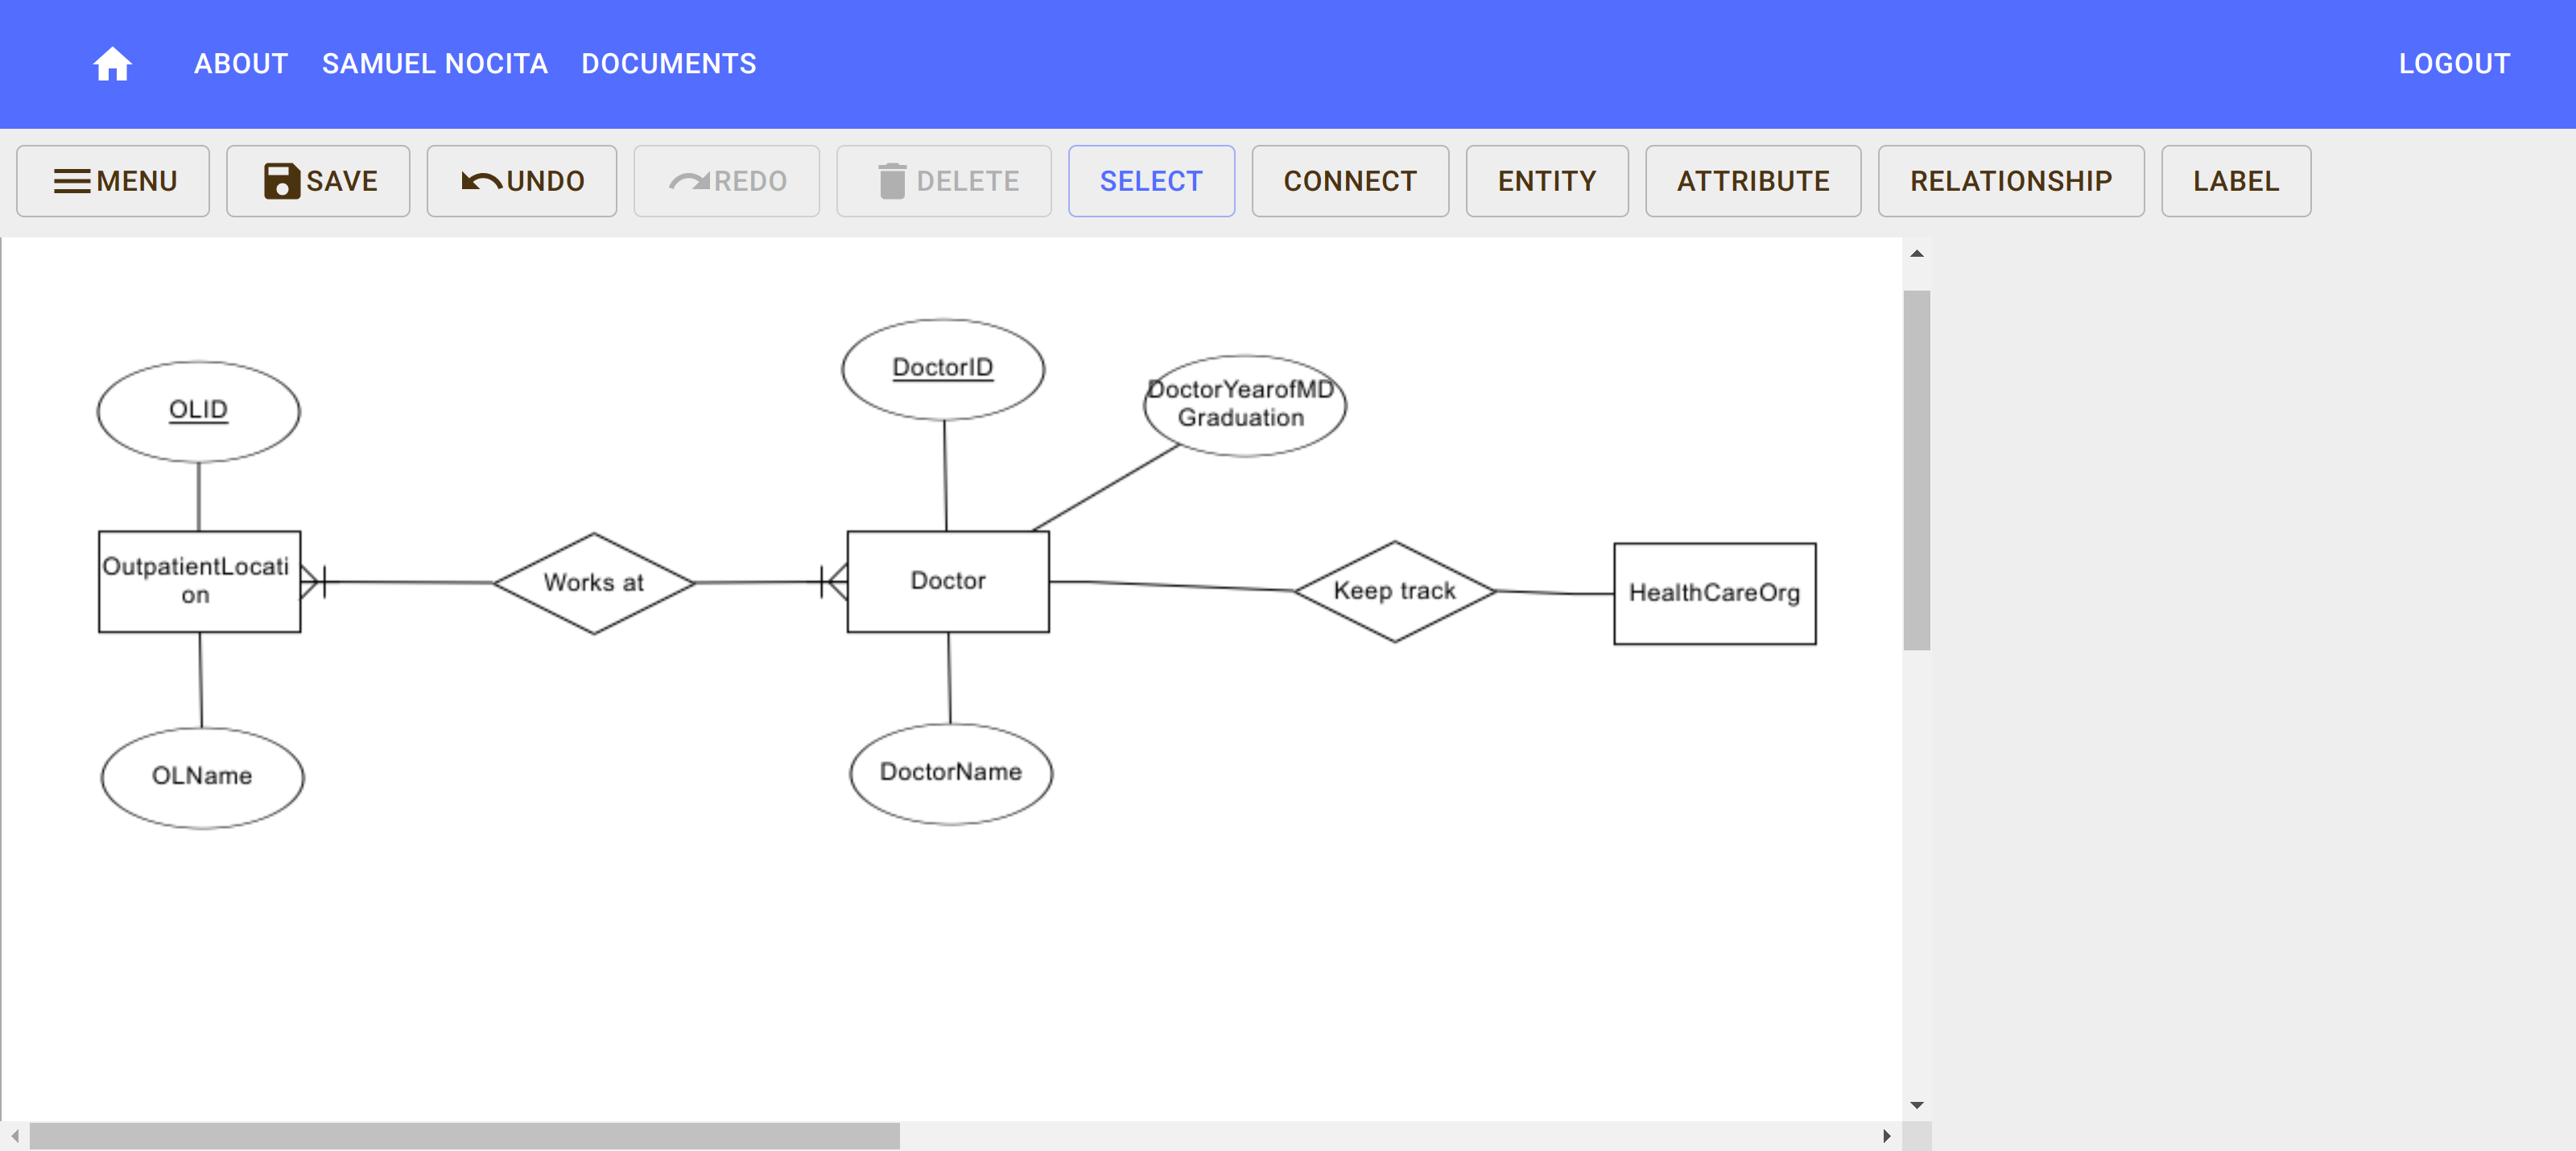 ABOUT SAMUEL NOCITA DOCUMENTS LOGOUT
MENU SAVE UNDO REDO DELETE SELECT CONNECT ENTITY ATTRIBUTE RELATIONSHIP LABEL
OLID
DoctorID
DoctorYearofMD
Graduation
OutpatientLocati
on
Works at
Doctor
Keep track
HealthCareOrg
OLName
DoctorName